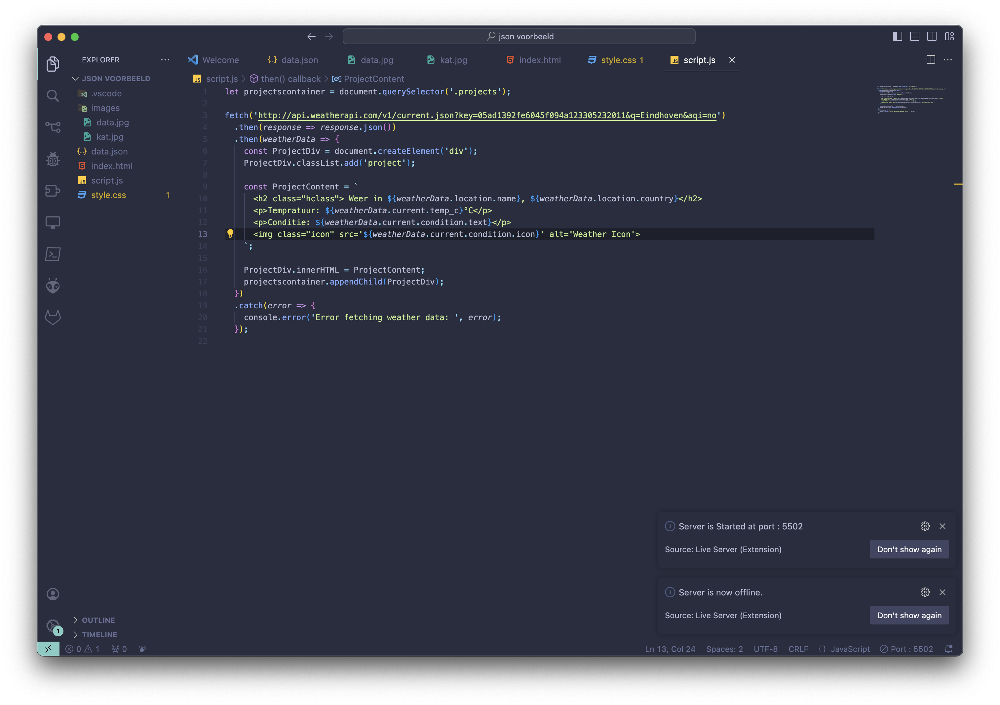 json voorbeeld
EXPLORER
Welcome
data.json
data.jpg
kat.jpg
index.html
style.css 1
script.js
JSON VOORBEELD
script.js > then() callback > ProjectContent
.vscode
images
data.jpg
kat.jpg
data.json
index.html
script.js
style.css 1
1 let projectscontainer = document.querySelector('.projects');
2
3 fetch('http://api.weatherapi.com/v1/current.json?key=05ad1392fe6045f094a123305232011&q=Eindhoven&aqi=no')
4 .then(response => response.json())
5 .then(weatherData => {
6 const ProjectDiv = document.createElement('div');
7 ProjectDiv.classList.add('project');
8
9 const ProjectContent = `
10 <h2 class="hclass"> Weer in ${weatherData.location.name}, ${weatherData.location.country}</h2>
11 <p>Tempratuur: ${weatherData.current.temp_c}°C</p>
12 <p>Conditie: ${weatherData.current.condition.text}</p>
13 <img class="icon" src='${weatherData.current.condition.icon}' alt='Weather Icon'>
14 `;
15
16 ProjectDiv.innerHTML = ProjectContent;
17 projectscontainer.appendChild(ProjectDiv);
18 })
19 .catch(error => {
20 console.error('Error fetching weather data: ', error);
21 });
22
Server is Started at port : 5502
Source: Live Server (Extension)
Don't show again
Server is now offline.
Source: Live Server (Extension)
Don't show again
OUTLINE
TIMELINE
1
0 1 0
Ln 13, Col 24
Spaces: 2
UTF-8
CRLF
{} JavaScript
Port : 5502